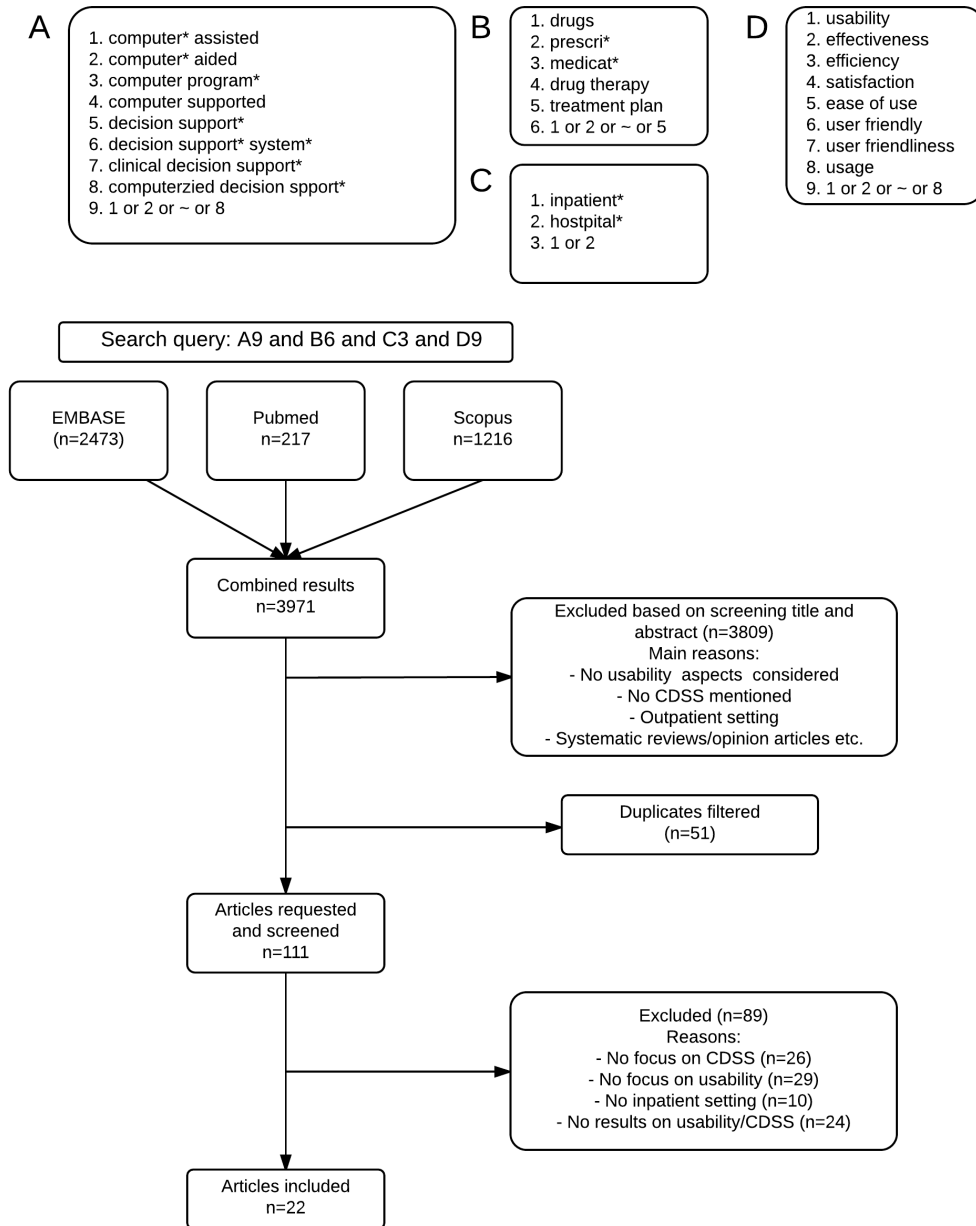 A
1. computer* assisted
2. computer* aided
3. computer program*
4. computer supported
5. decision support*
6. decision support* system*
7. clinical decision support*
8. computerzied decision spport*
9. 1 or 2 or ~ or 8
B
1. drugs
2. prescri*
3. medicat*
4. drug therapy
5. treatment plan
6. 1 or 2 or ~ or 5
C
1. inpatient*
2. hostpital*
3. 1 or 2
D
1. usability
2. effectiveness
3. efficiency
4. satisfaction
5. ease of use
6. user friendly
7. user friendliness
8. usage
9. 1 or 2 or ~ or 8
Search query: A9 and B6 and C3 and D9
EMBASE
(n=2473)
Pubmed
n=217
Scopus
n=1216
Combined results
n=3971
Excluded based on screening title and
abstract (n=3809)
Main reasons:
- No usability aspects considered
- No CDSS mentioned
- Outpatient setting
- Systematic reviews/opinion articles etc.
Duplicates filtered
(n=51)
Articles requested
and screened
n=111
Excluded (n=89)
Reasons:
- No focus on CDSS (n=26)
- No focus on usability (n=29)
- No inpatient setting (n=10)
- No results on usability/CDSS (n=24)
Articles included
n=22